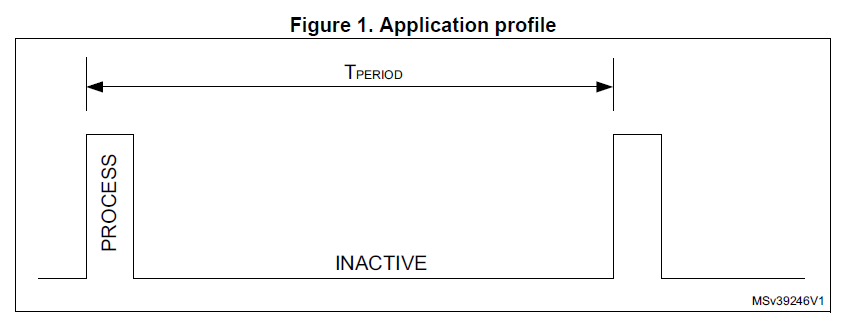 Figure 1. Application profile
TPERIOD
PROCESS
INACTIVE
MSv39246V1